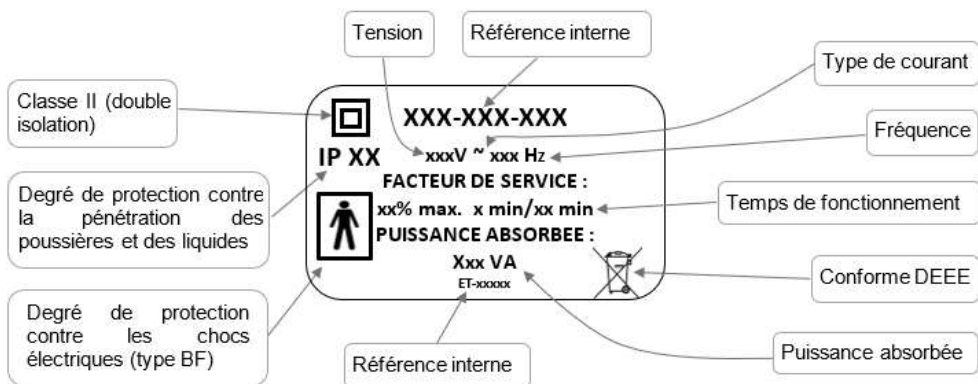 Tension
Référence interne
Type de courant
Classe II (double
isolation)
XXX-XXX-XXX
Fréquence
IP XX
xxxV ~ xxx Hz
FACTEUR DE SERVICE :
Degré de protection contre
la pénétration des
poussières et des liquides
xx% max. x min/xx min
Temps de fonctionnement
PUISSANCE ABSORBEE :
Xxx VA
ET-xxxxx
Conforme DEEE
Degré de protection
contre les chocs
électriques (type BF)
Référence interne
Puissance absorbée